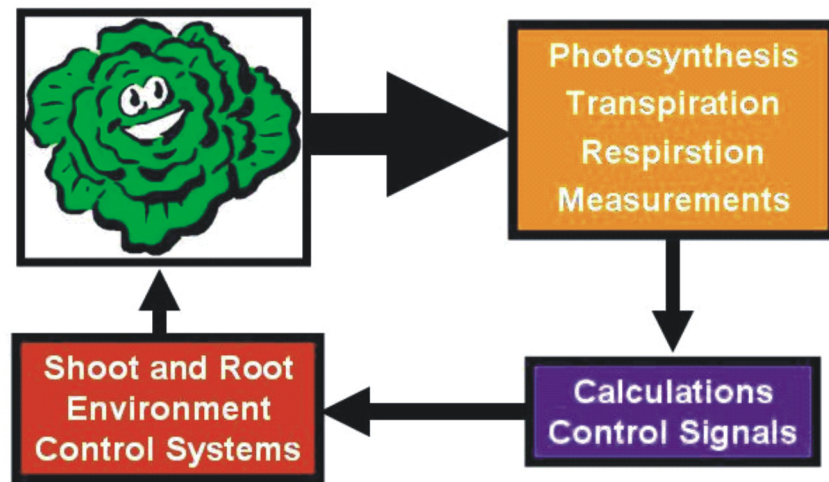 Photosynthesis
Transpiration
Respirstion
Measurements
Shoot and Root
Environment
Control Systems
Calculations
Control Signals